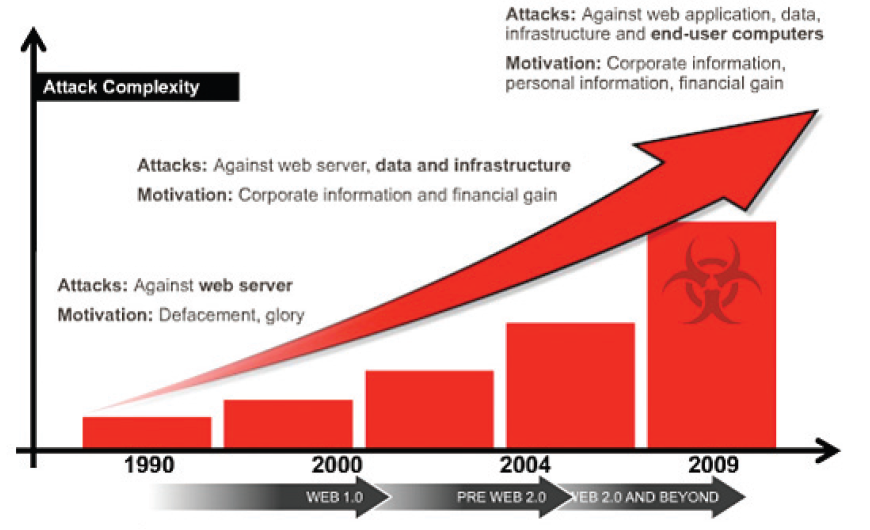 Attacks: Against web application, data,
infrastructure and end-user computers
Motivation: Corporate information,
personal information, financial gain
Attack Complexity
Attacks: Against web server, data and infrastructure
Motivation: Corporate information and financial gain
Attacks: Against web server
Motivation: Defacement, glory
1990 2000 2004 2009
WEB 1.0 PRE WEB 2.0 WEB 2.0 AND BEYOND